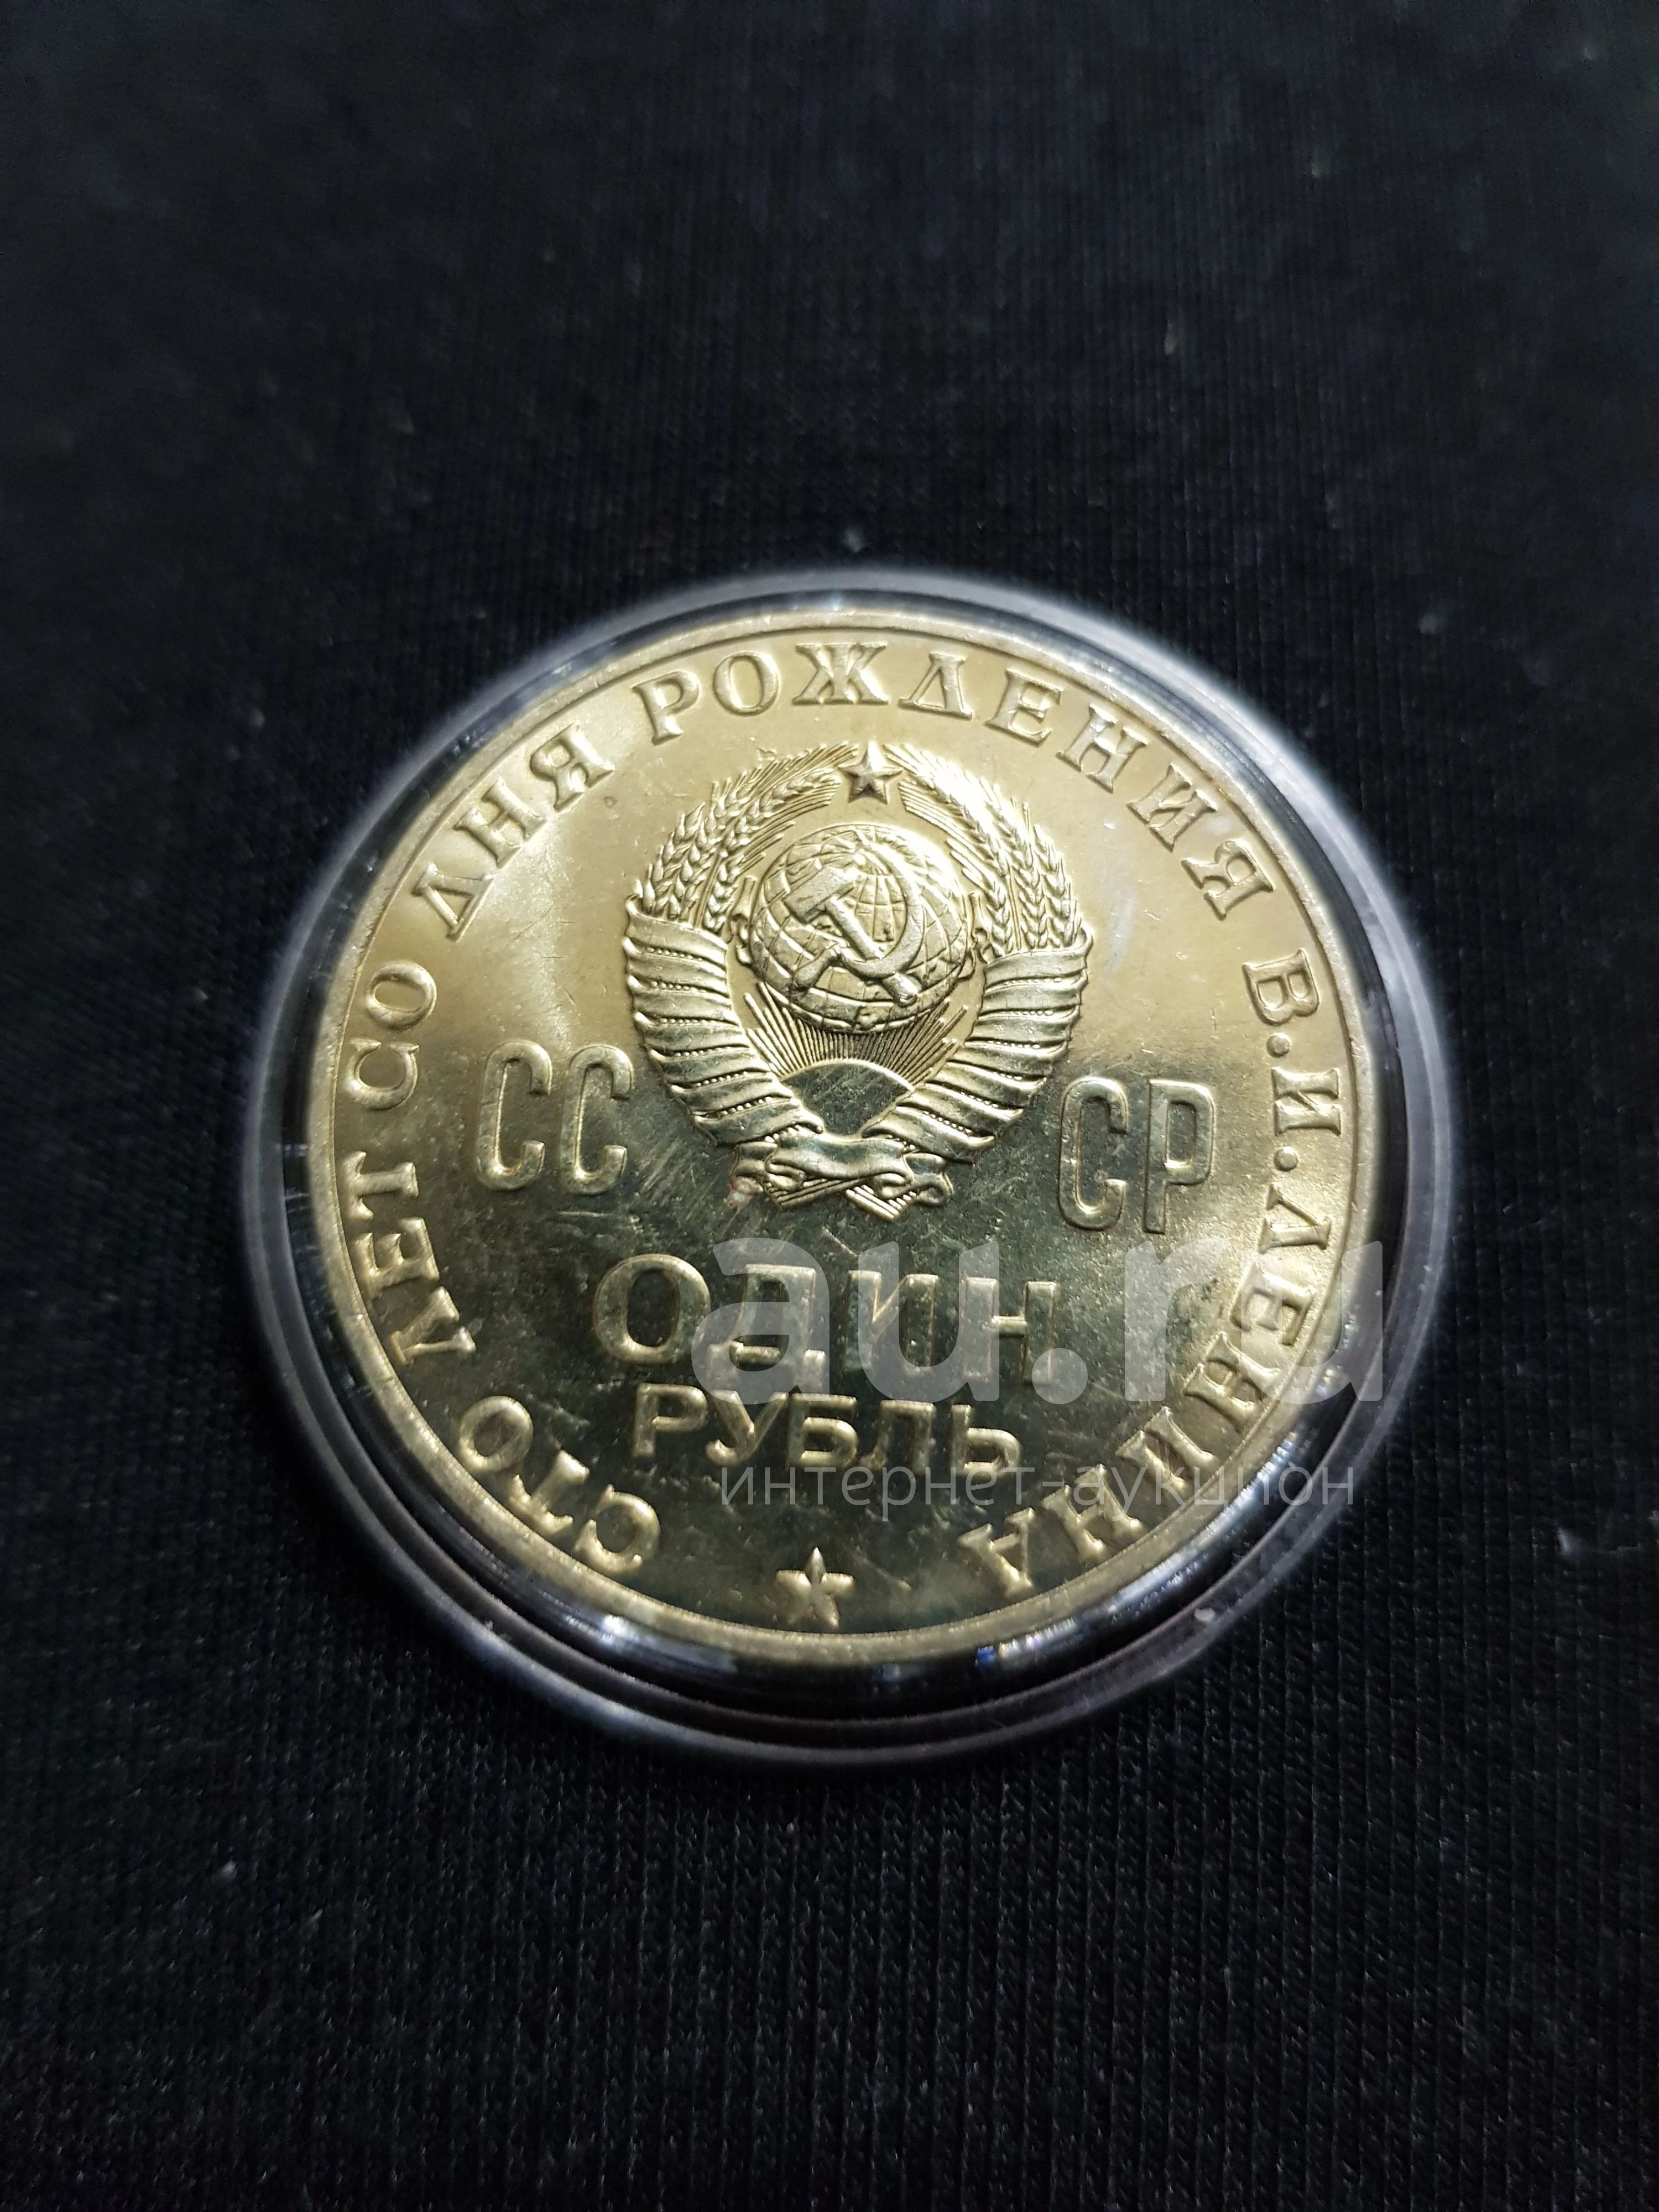 СТО ЛЕТ СО ДНЯ РОЖДЕНИЯ В.И.ЛЕНИНА
СС СР
ОДИН
РУБЛЬ
au.ru
интернет-аукцион